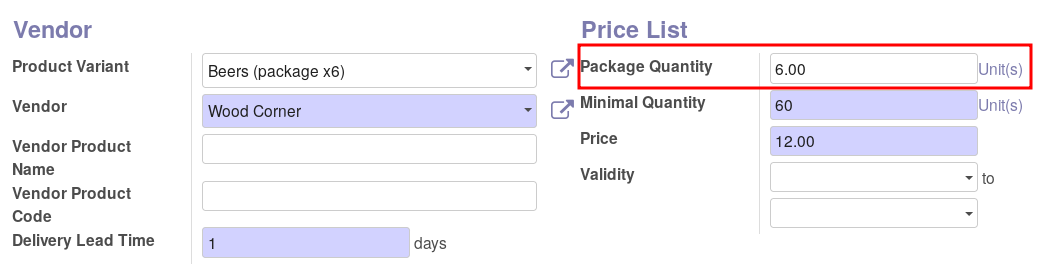 Vendor
Product Variant
Beers (package x6)
Vendor
Wood Corner
Vendor Product
Name
Vendor Product
Code
Delivery Lead Time
1 days
Price List
Package Quantity
6.00 Unit(s)
Minimal Quantity
60 Unit(s)
Price
12.00
Validity
to